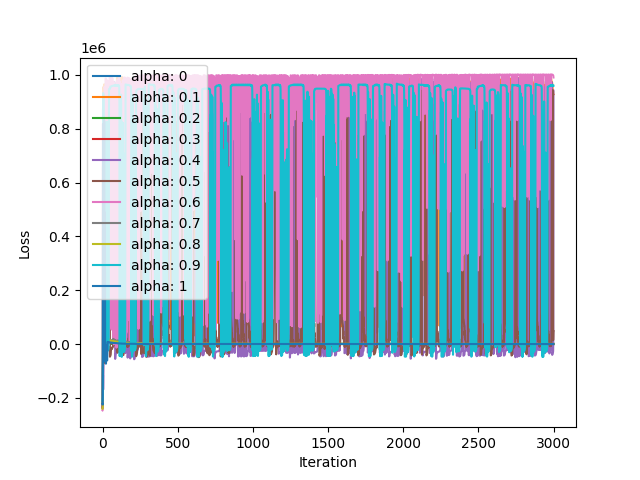 1e6
1.0
0.8
0.6
0.4
0.2
0.0
−0.2
Loss
alpha: 0
alpha: 0.1
alpha: 0.2
alpha: 0.3
alpha: 0.4
alpha: 0.5
alpha: 0.6
alpha: 0.7
alpha: 0.8
alpha: 0.9
alpha: 1
0 500 1000 1500 2000 2500 3000
Iteration